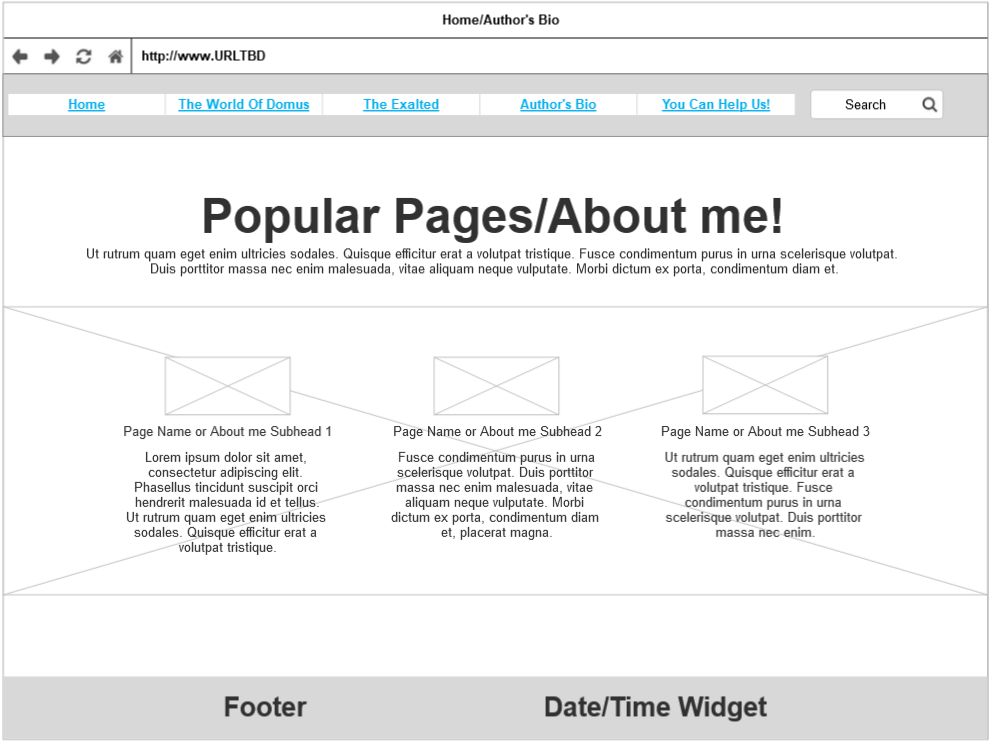 Home/Author's Bio
http://www.URLTBD
Home The World Of Domus The Exalted Author's Bio You Can Help Us! Search
Popular Pages/About me!
Ut rutrum quam eget enim ultricies sodales. Quisque efficitur erat a volutpat tristique. Fusce condimentum purus in urna scelerisque volutpat.
Duis porttitor massa nec enim malesuada, vitae aliquam neque vulputate. Morbi dictum ex porta, condimentum diam et.
Page Name or About me Subhead 1
Lorem ipsum dolor sit amet,
consectetur adipiscing elit.
Phasellus tincidunt suscipit orci
hendrerit malesuada id et tellus.
Ut rutrum quam eget enim ultricies
sodales. Quisque efficitur erat a
volutpat tristique.
Page Name or About me Subhead 2
Fusce condimentum purus in urna
scelerisque volutpat. Duis porttitor
massa nec enim malesuada, vitae
aliquam neque vulputate. Morbi
dictum ex porta, condimentum diam
et, placerat magna.
Page Name or About me Subhead 3
Ut rutrum quam eget enim ultricies
sodales. Quisque efficitur erat a
volutpat tristique. Fusce
condimentum purus in urna
scelerisque volutpat. Duis porttitor
massa nec enim.
Footer
Date/Time Widget